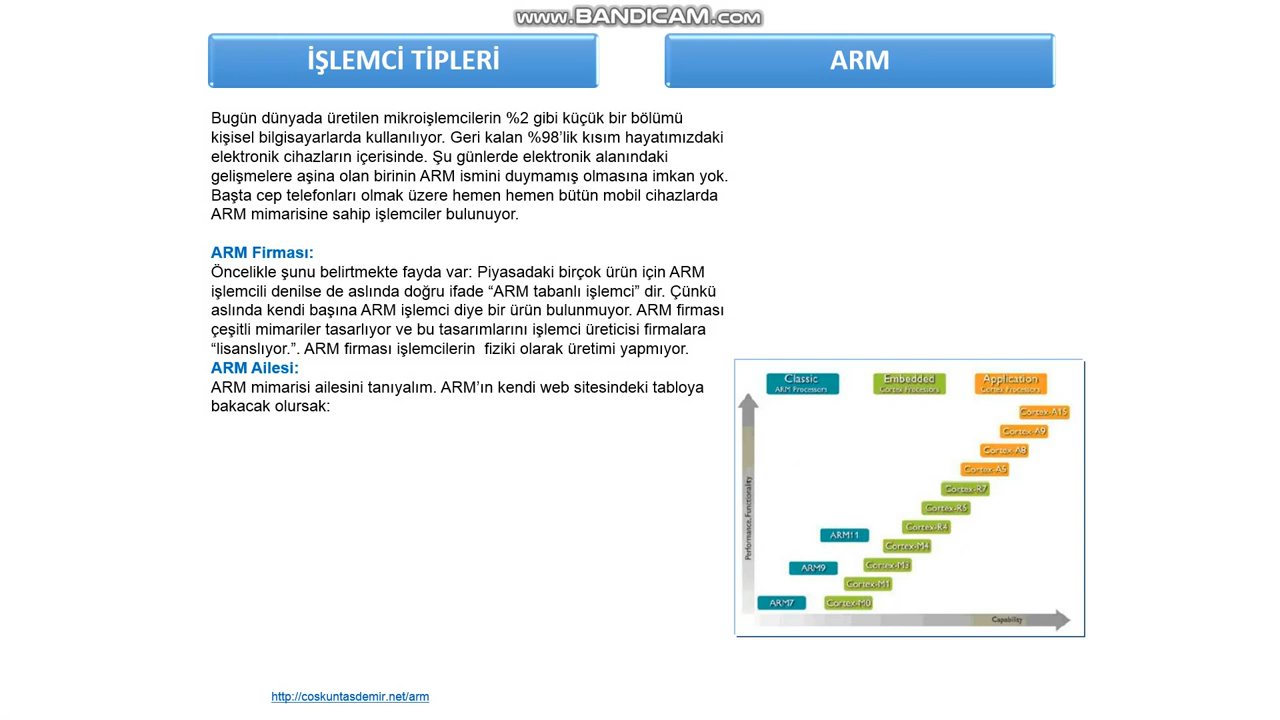 www.BANDICAM.com
İŞLEMCİ TİPLERİ
ARM
Bugün dünyada üretilen mikroişlemcilerin %2 gibi küçük bir bölümü
kişisel bilgisayarlarda kullanılıyor. Geri kalan %98’lik kısım hayatımızdaki
elektronik cihazların içerisinde. Şu günlerde elektronik alanındaki
gelişmelere aşina olan birinin ARM ismini duymamış olmasına imkan yok.
Başta cep telefonları olmak üzere hemen hemen bütün mobil cihazlarda
ARM mimarisine sahip işlemciler bulunuyor.
ARM Firması:
Öncelikle şunu belirtmekte fayda var: Piyasadaki birçok ürün için ARM
işlemcili denilse de aslında doğru ifade “ARM tabanlı işlemci” dir. Çünkü
aslında kendi başına ARM işlemci diye bir ürün bulunmuyor. ARM firması
çeşitli mimariler tasarlıyor ve bu tasarımlarını işlemci üreticisi firmalara
“lisanslıyor.”. ARM firması işlemcilerin  fiziki olarak üretimi yapmıyor.
ARM Ailesi:
ARM mimarisi ailesini tanıyalım. ARM’ın kendi web sitesindeki tabloya
bakacak olursak:
Classic
ARM Processors
Embedded
Cortex Processors
Application
Cortex Processors
Cortex-A15
Cortex-A9
Cortex-A8
Cortex-A5
Cortex-R7
Cortex-R5
Cortex-R4
Cortex-M4
Cortex-M3
Cortex-M1
Cortex-M0
ARM11
ARM9
ARM7
Performance, Functionality
Capability
http://coskuntasdemir.net/arm